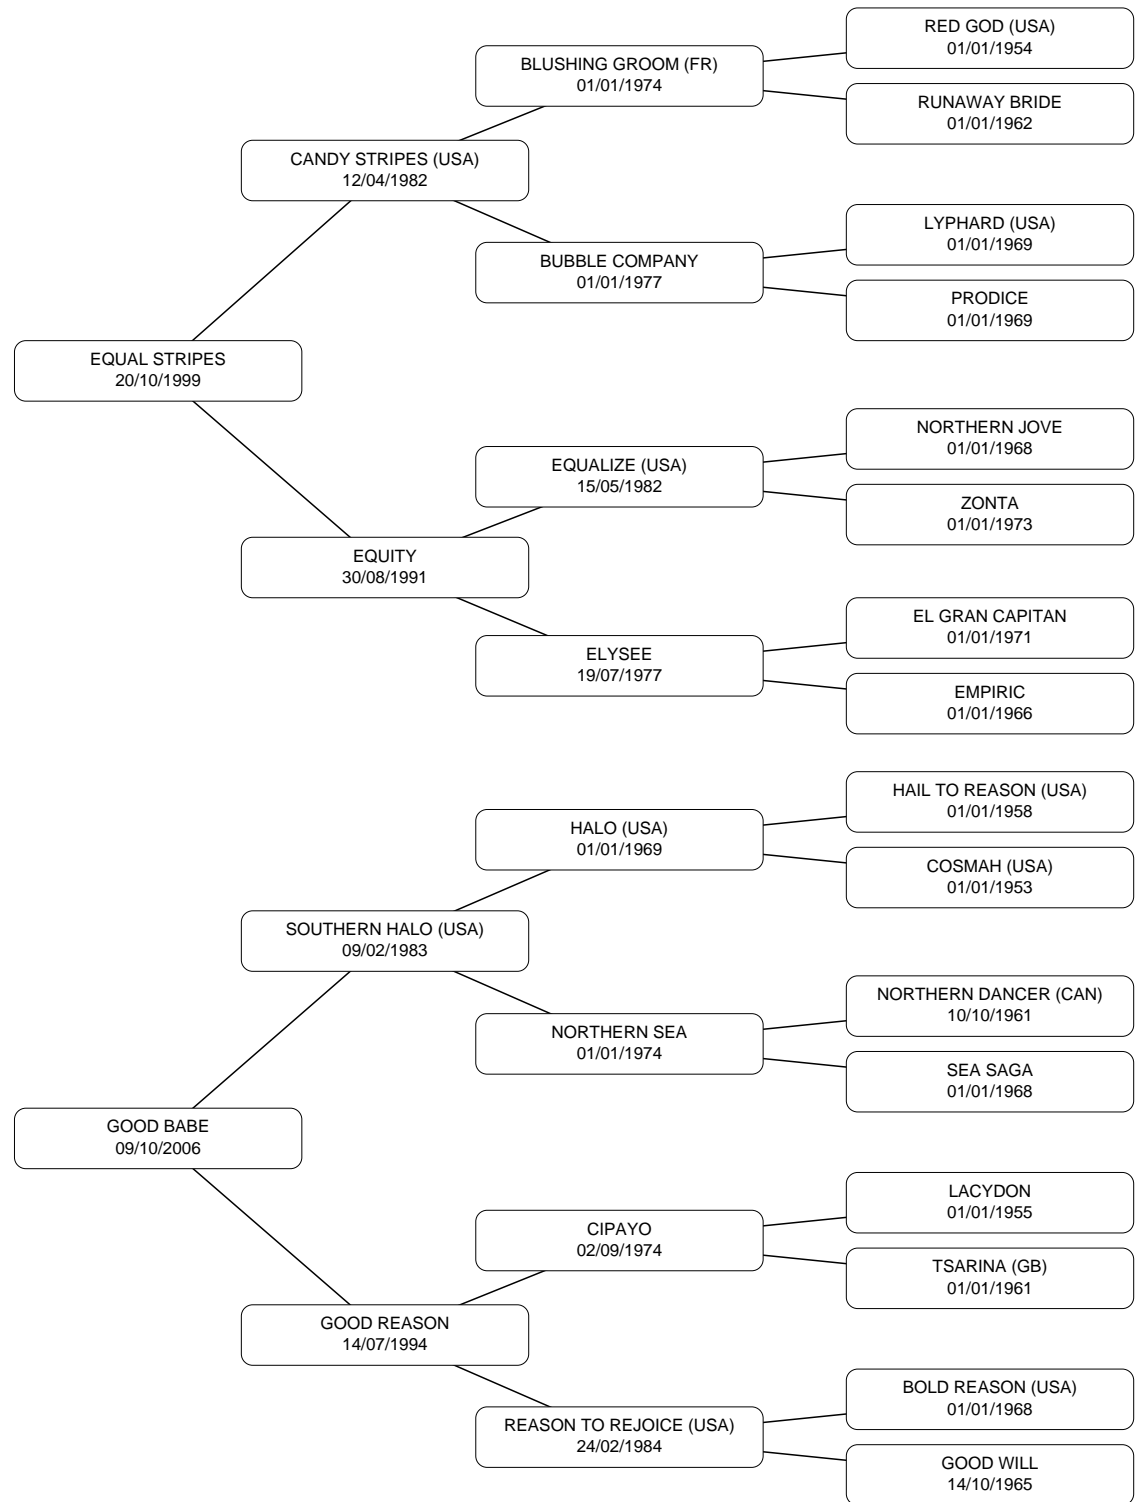 RED GOD (USA)
01/01/1954
BLUSHING GROOM (FR)
01/01/1974
RUNAWAY BRIDE
01/01/1962
CANDY STRIPES (USA)
12/04/1982
LYPHARD (USA)
01/01/1969
BUBBLE COMPANY
01/01/1977
PRODICE
01/01/1969
EQUAL STRIPES
20/10/1999
NORTHERN JOVE
01/01/1968
EQUALIZE (USA)
15/05/1982
ZONTA
01/01/1973
EQUITY
30/08/1991
EL GRAN CAPITAN
01/01/1971
ELYSEE
19/07/1977
EMPIRIC
01/01/1966
HAIL TO REASON (USA)
01/01/1958
HALO (USA)
01/01/1969
COSMAH (USA)
01/01/1953
SOUTHERN HALO (USA)
09/02/1983
NORTHERN DANCER (CAN)
10/10/1961
NORTHERN SEA
01/01/1974
SEA SAGA
01/01/1968
GOOD BABE
09/10/2006
LACYDON
01/01/1955
CIPAYO
02/09/1974
TSARINA (GB)
01/01/1961
GOOD REASON
14/07/1994
BOLD REASON (USA)
01/01/1968
REASON TO REJOICE (USA)
24/02/1984
GOOD WILL
14/10/1965